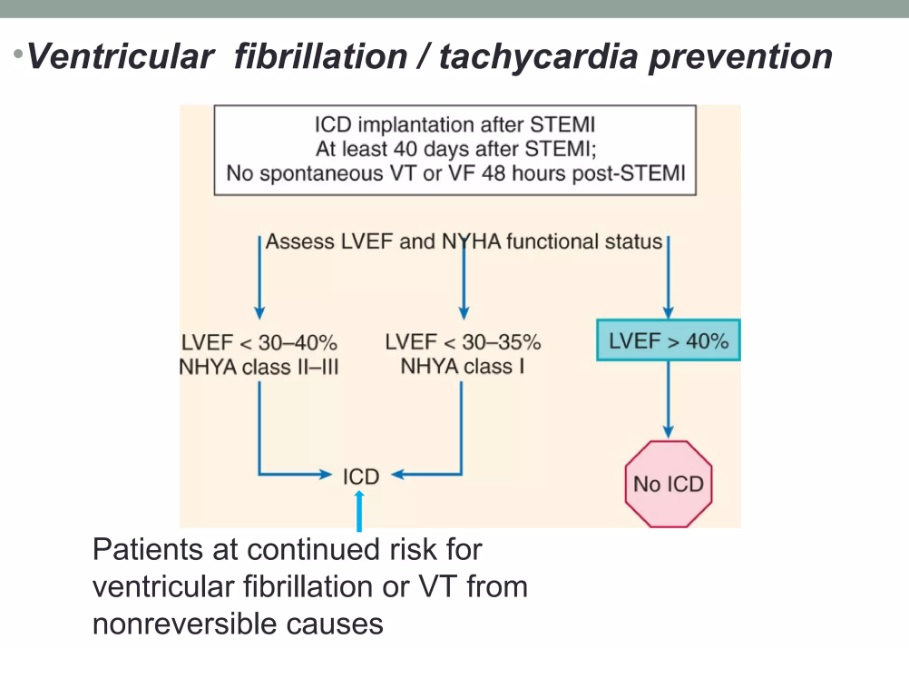 •Ventricular  fibrillation / tachycardia prevention
ICD implantation after STEMI
At least 40 days after STEMI;
No spontaneous VT or VF 48 hours post-STEMI
Assess LVEF and NYHA functional status
LVEF < 30–40%
NHYA class II–III
LVEF < 30–35%
NHYA class I
LVEF > 40%
ICD
No ICD
Patients at continued risk for
ventricular fibrillation or VT from
nonreversible causes